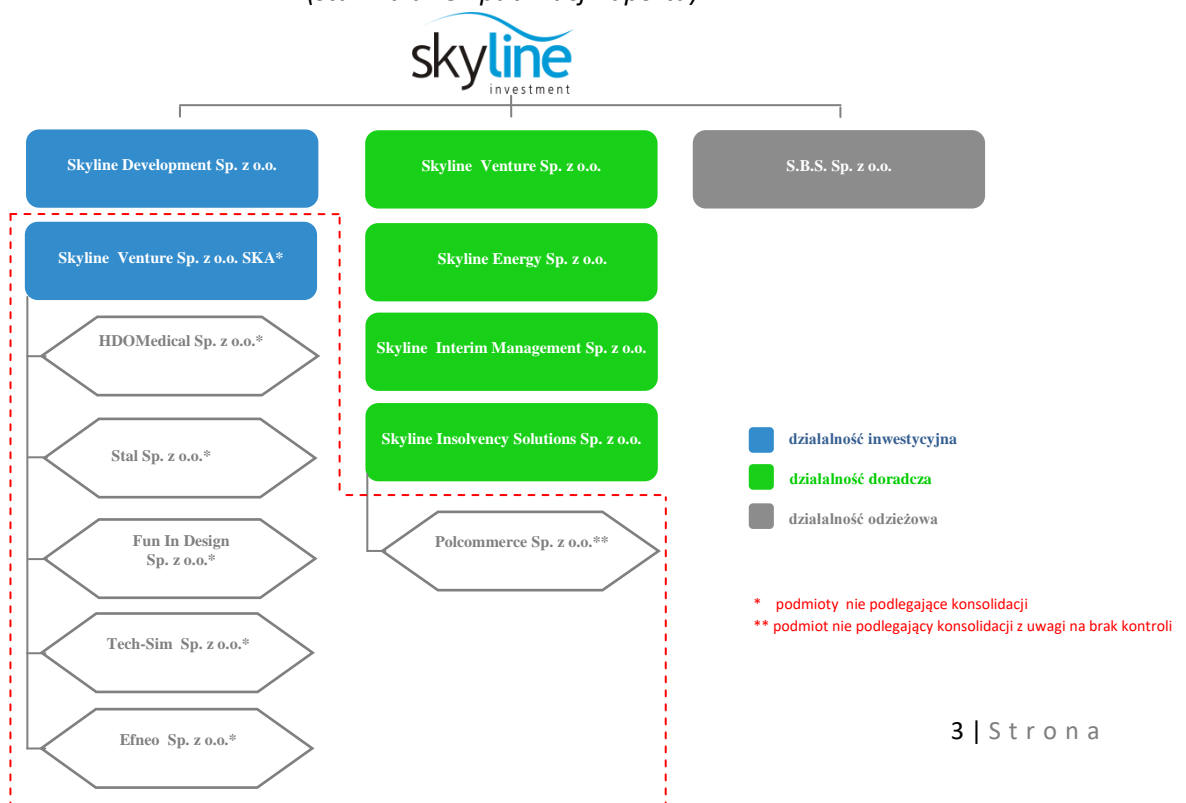 skyline
investment
Skyline Development Sp. z o.o.
Skyline Venture Sp. z o.o.
S.B.S. Sp. z o.o.
Skyline Venture Sp. z o.o. SKA*
Skyline Energy Sp. z o.o.
HDOMedical Sp. z o.o.*
Skyline Interim Management Sp. z o.o.
Stal Sp. z o.o.*
Skyline Insolvency Solutions Sp. z o.o.
działalność inwestycyjna
działalność doradcza
działalność odzieżowa
Fun In Design
Sp. z o.o.*
Polcommerce Sp. z o.o.**
Tech-Sim Sp. z o.o.*
Efneo Sp. z o.o.*
* podmioty nie podlegające konsolidacji
** podmiot nie podlegający konsolidacji z uwagi na brak kontroli
3 | Strona